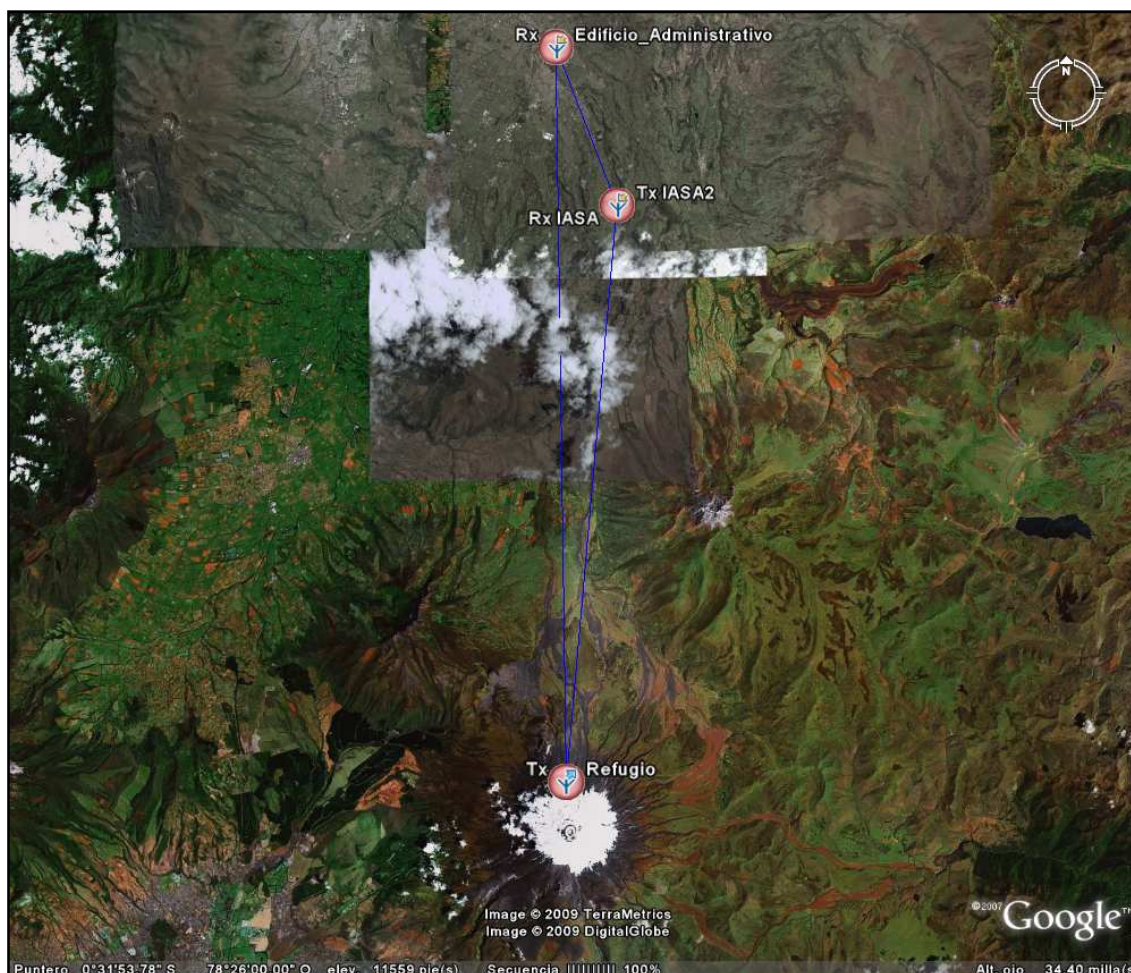 Rx Edificio_Administrativo
N
Tx IASA2
Rx IASA
Tx Refugio
Image © 2009 TerraMetrics
Image © 2009 DigitalGlobe
©2007 Google™
Puntero 0°31'53.78" S 78°26'00.00" O elev. 11559 pie(s) Secuencia |||||||||| 100% Alt. ojo 34.40 milla(s